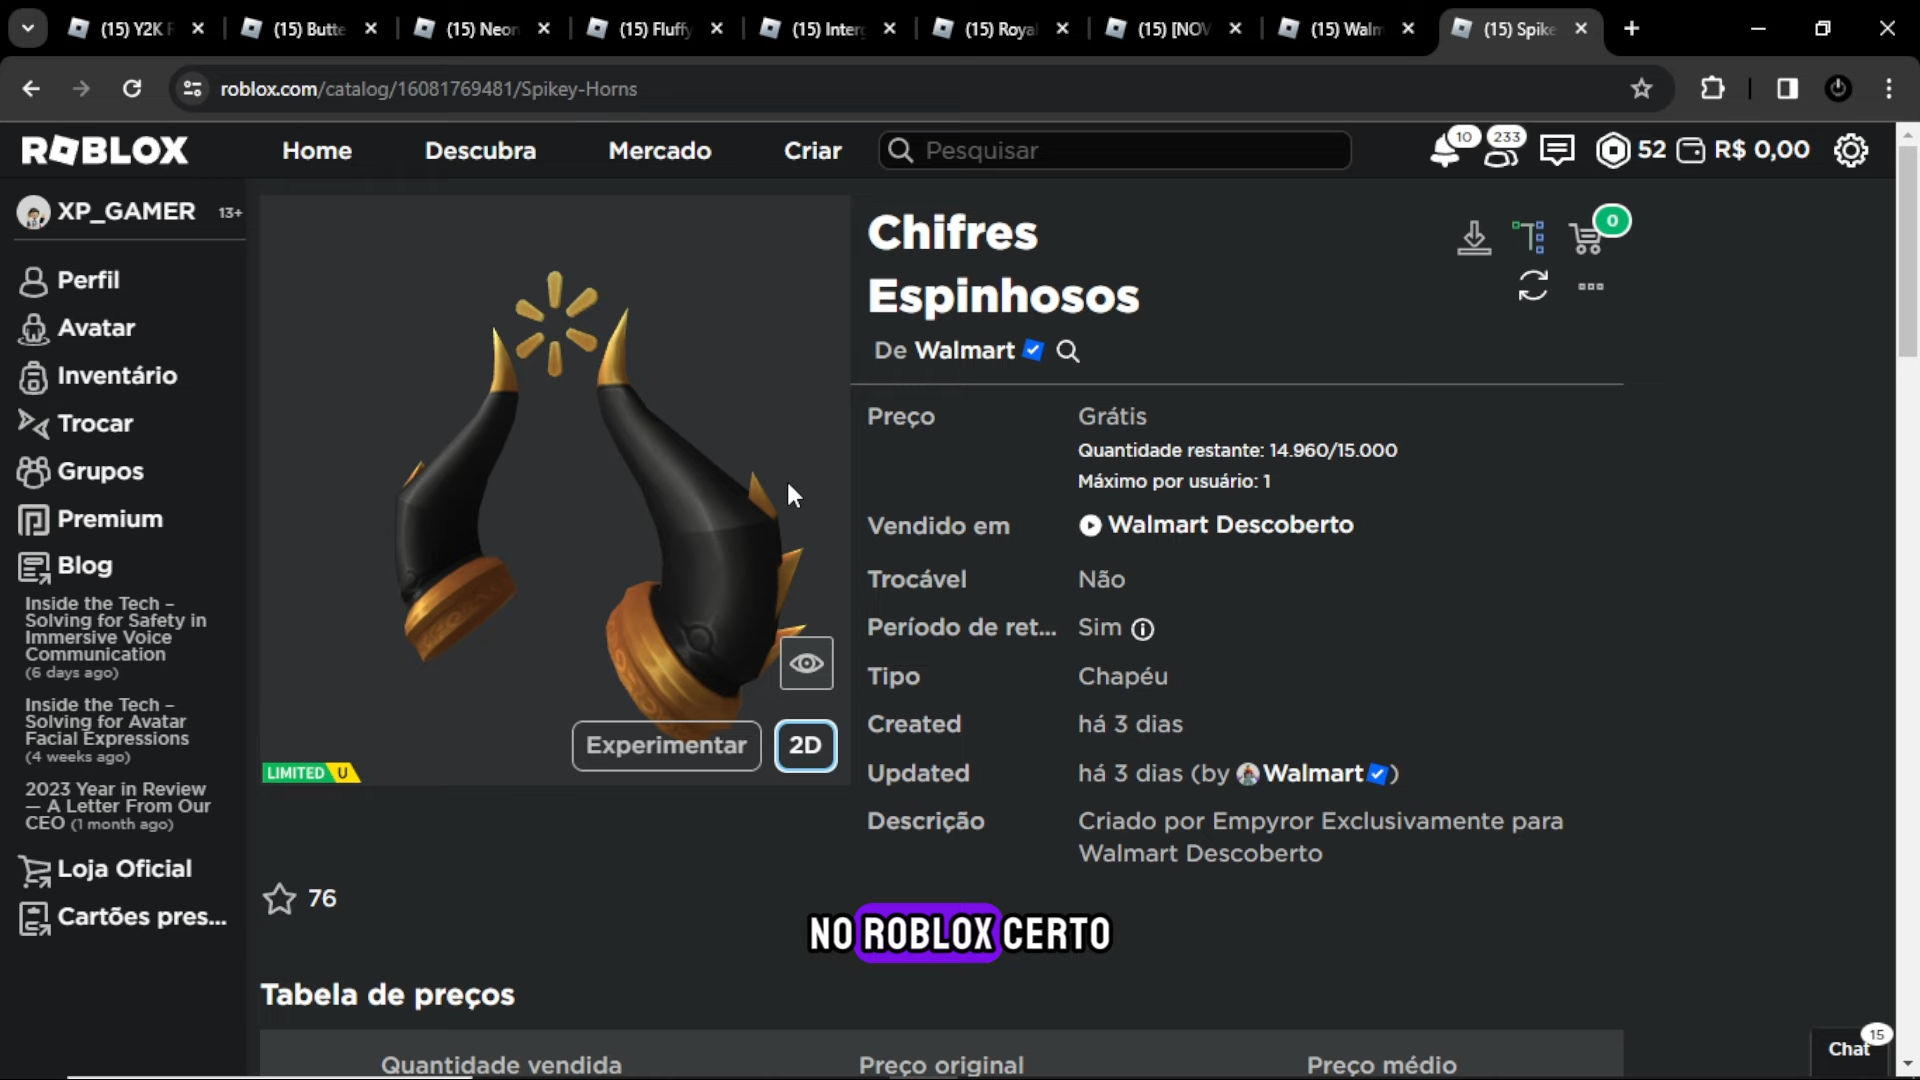 (15) Y2K F
(15) Butte
(15) Neon
(15) Fluffy
(15) Inter
(15) Royal
(15) [NOV
(15) Walm
(15) Spike
roblox.com/catalog/16081769481/Spikey-Horns
ROBLOX
Home
Descubra
Mercado
Criar
Pesquisar
10
233
52
R$ 0,00
XP_GAMER 13+
Perfil
Avatar
Inventário
Trocar
Grupos
Premium
Blog
Inside the Tech –
Solving for Safety in
Immersive Voice
Communication
(6 days ago)
Inside the Tech –
Solving for Avatar
Facial Expressions
(4 weeks ago)
2023 Year in Review
— A Letter From Our
CEO (1 month ago)
Loja Oficial
Cartões pres...
Experimentar
2D
LIMITED U
76
Chifres
Espinhosos
0
De Walmart
Preço Grátis
Quantidade restante: 14.960/15.000
Máximo por usuário: 1
Vendido em Walmart Descoberto
Trocável Não
Período de ret... Sim
Tipo Chapéu
Created há 3 dias
Updated há 3 dias (by Walmart)
Descrição Criado por Empyror Exclusivamente para
Walmart Descoberto
NO ROBLOX CERTO
Tabela de preços
Quantidade vendida Preço original Preço médio
Chat 15